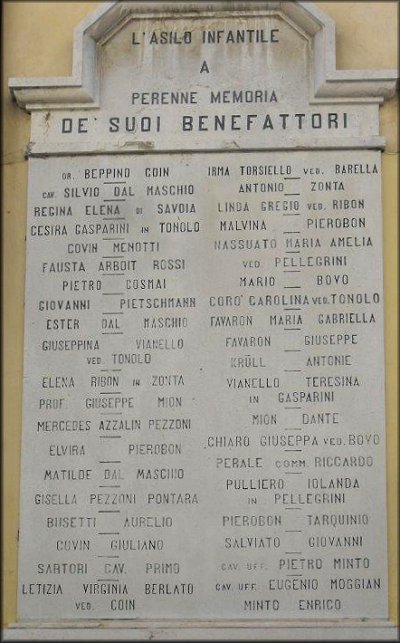 L'ASILO INFANTILE
A
PERENNE MEMORIA
DE' SUOI BENEFATTORI
DR. BEPPINO COIN
CAV. SILVIO DAL MASCHIO
REGINA ELENA DI SAVOIA
CESIRA GASPARINI IN TONOLO
COVIN MENOTTI
FAUSTA ARBOIT ROSSI
PIETRO COSMAI
GIOVANNI PIETSCHMANN
ESTER DAL MASCHIO
GIUSEPPINA VIANELLO
VED. TONOLO
ELENA RIBON IN ZONTA
PROF. GIUSEPPE MION
MERCEDES AZZALIN PEZZONI
ELVIRA PIEROBON
MATILDE DAL MASCHIO
GISELLA PEZZONI PONTARA
BUSETTI AURELIO
COVIN GIULIANO
SARTORI CAV. PRIMO
LETIZIA VIRGINIA BERLATO
VED. COIN
IRMA TORSIELLO VED. BARELLA
ANTONIO ZONTA
LINDA GREGIO VED. RIBON
MALVINA PIEROBON
NASSUATO MARIA AMELIA
VED. PELLEGRINI
MARIO BOVO
CORO' CAROLINA VED. TONOLO
FAVARON MARIA GABRIELLA
FAVARON GIUSEPPE
KRÜLL ANTONIE
VIANELLO TERESINA
IN GASPARINI
MION DANTE
CHIARO GIUSEPPA VED. BOVO
PERALE COMM. RICCARDO
PULLIERO IOLANDA
IN PELLEGRINI
PIEROBON TARQUINIO
SALVIATO GIOVANNI
CAV. UFF. PIETRO MINTO
CAV. UFF. EUGENIO MOGGIAN
MINTO ENRICO